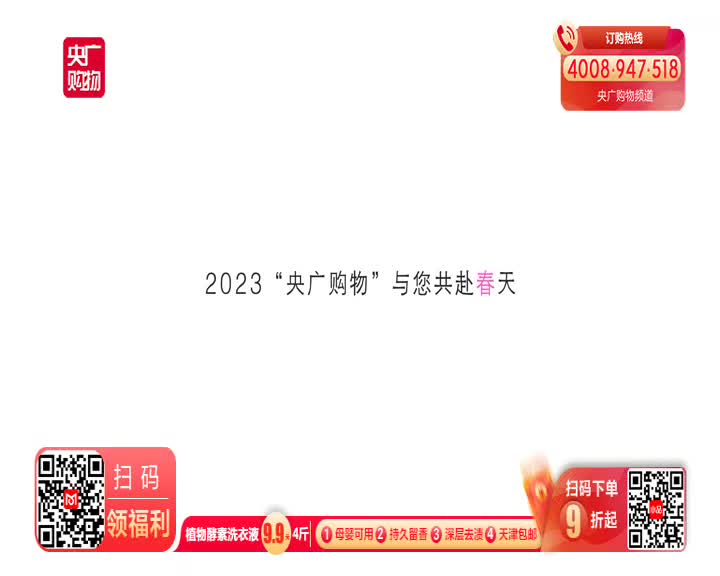 央广
购物
订购热线
4008·947·518
央广购物频道
2023“央广购物”与您共赴春天
扫码
领福利
植物酵素洗衣液 9.9元 4斤 1 母婴可用 2 持久留香 3 深层去渍 4 天津包邮
扫码下单
9折起